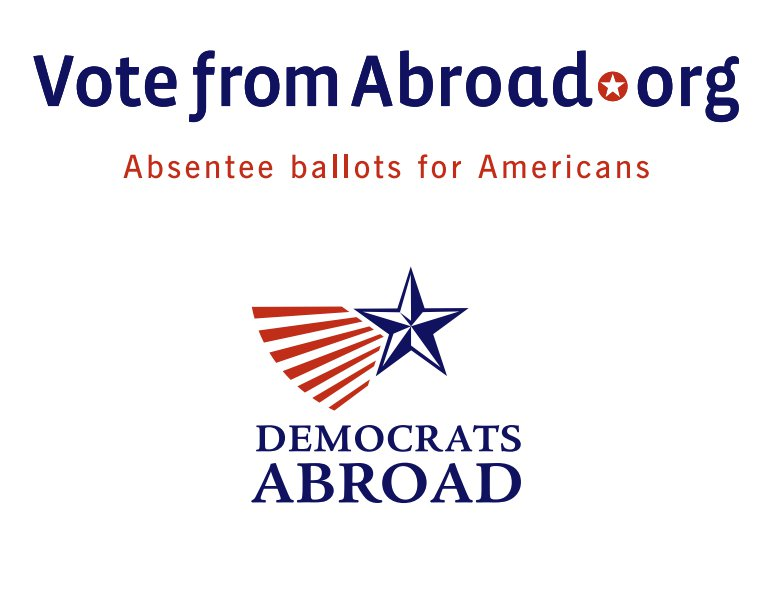 Vote from Abroad.org
Absentee ballots for Americans
DEMOCRATS
ABROAD